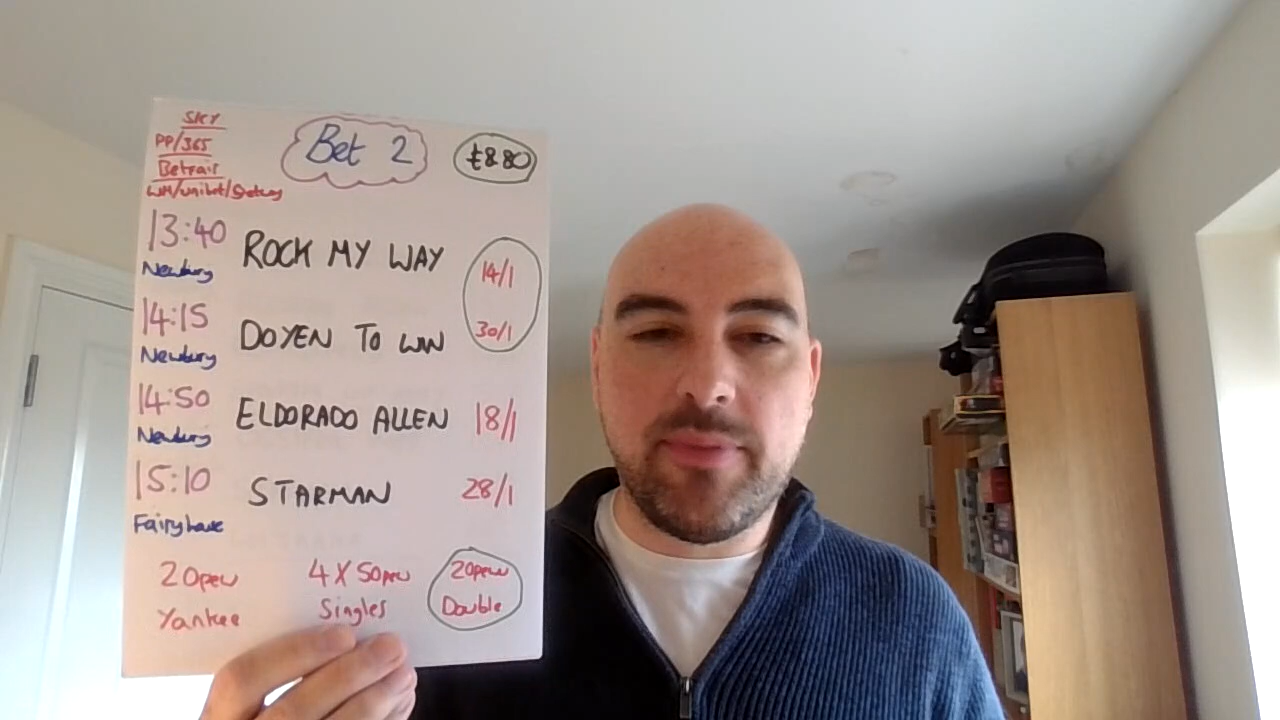 SKY
PP/365
Betfair
WH/unibet/
Bet 2
£8.80
13:40 ROCK MY WAY 14/1
Newbury
14:15 DOYEN TO WIN 30/1
Newbury
14:50 ELDORADO ALLEN 18/1
Newbury
15:10 STARMAN 28/1
Fairyhouse
20pew 4 X 50pew 20pew
Yankee Singles Double